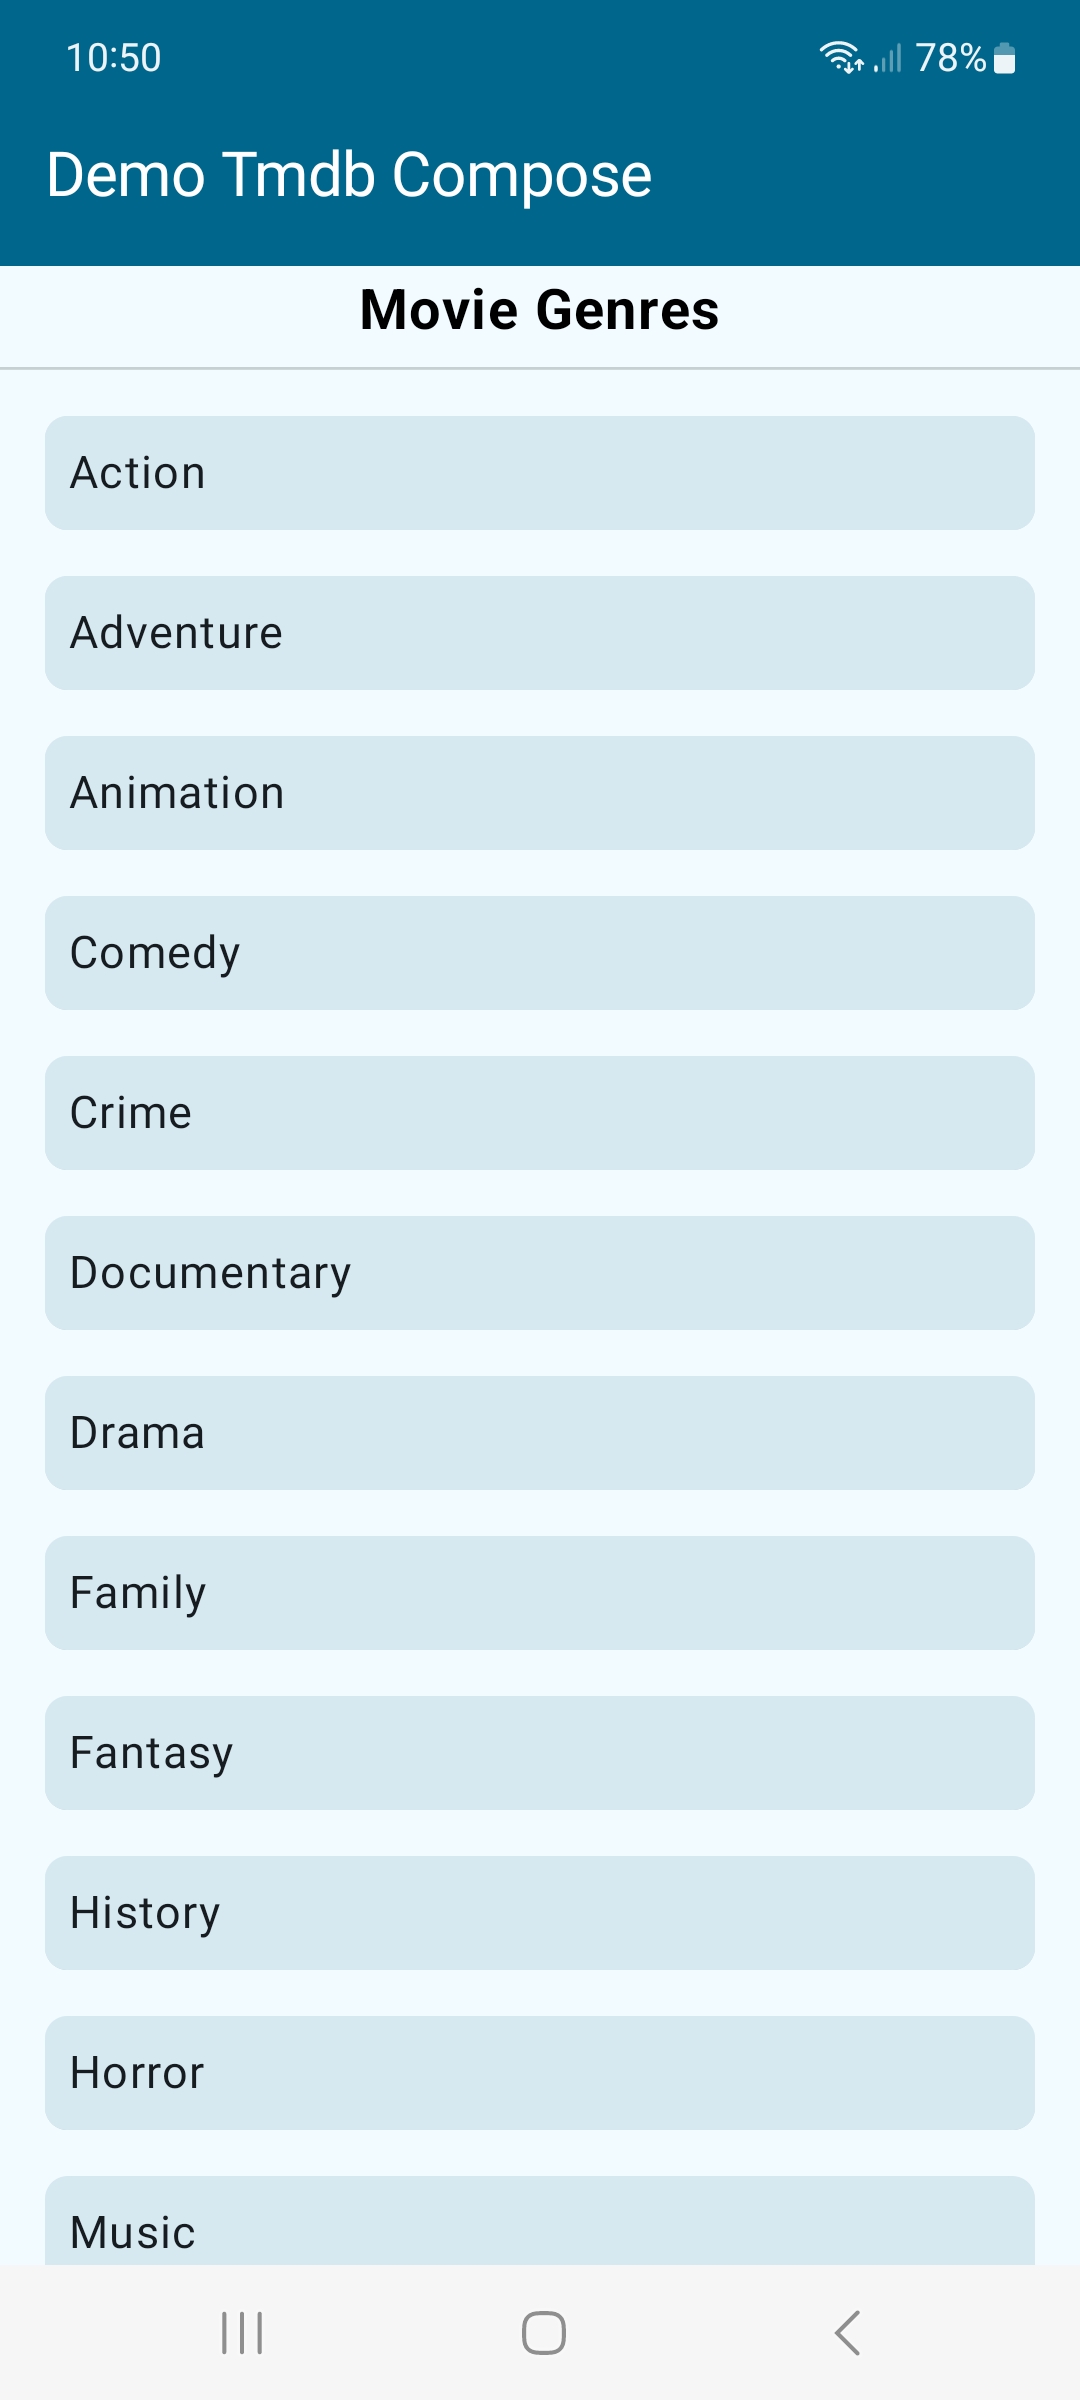 10:50 78%
Demo Tmdb Compose
Movie Genres
Action
Adventure
Animation
Comedy
Crime
Documentary
Drama
Family
Fantasy
History
Horror
Music